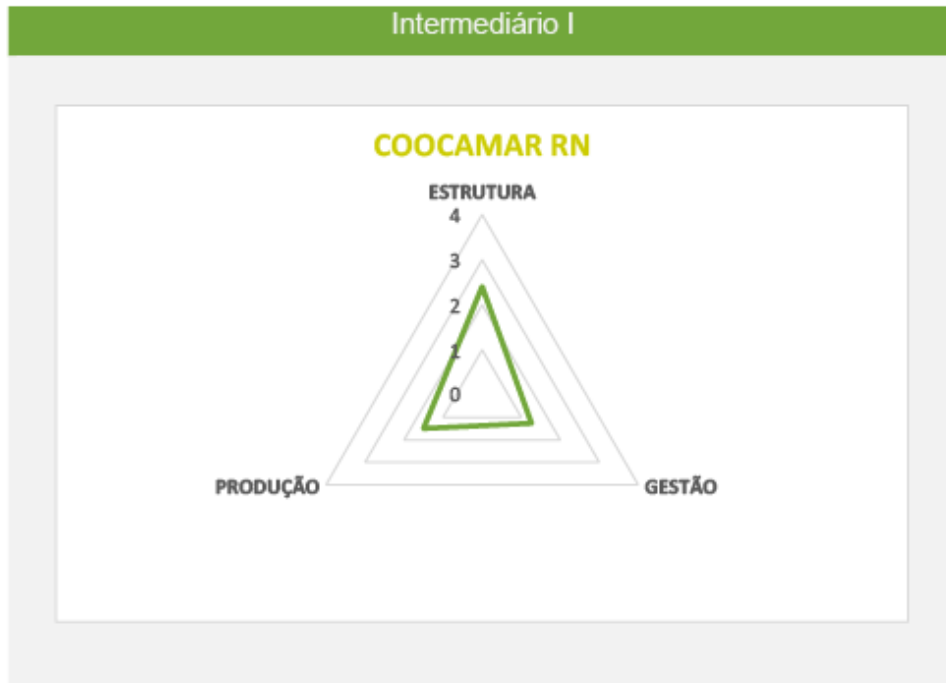 Intermediário I
COOCAMAR RN
ESTRUTURA
4
3
2
1
0
PRODUÇÃO
GESTÃO